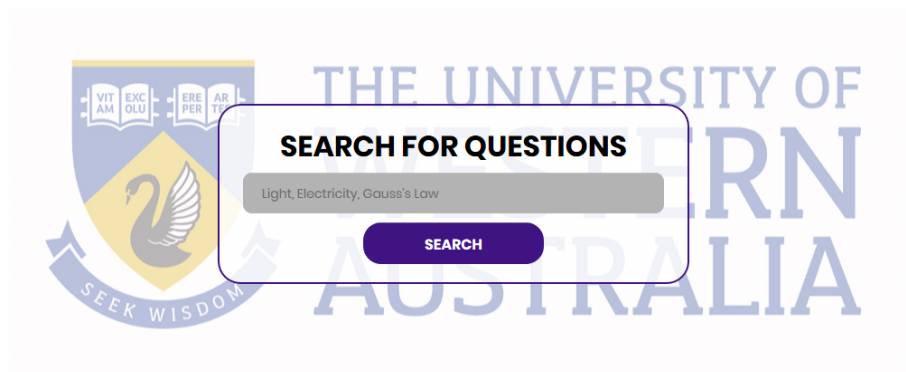 THE UNIVERSITY OF
WESTERN
AUSTRALIA
VIT EXC ERE AR
AM OLU PER TES
SEEK WISDOM
SEARCH FOR QUESTIONS
Light, Electricity, Gauss's Law
SEARCH